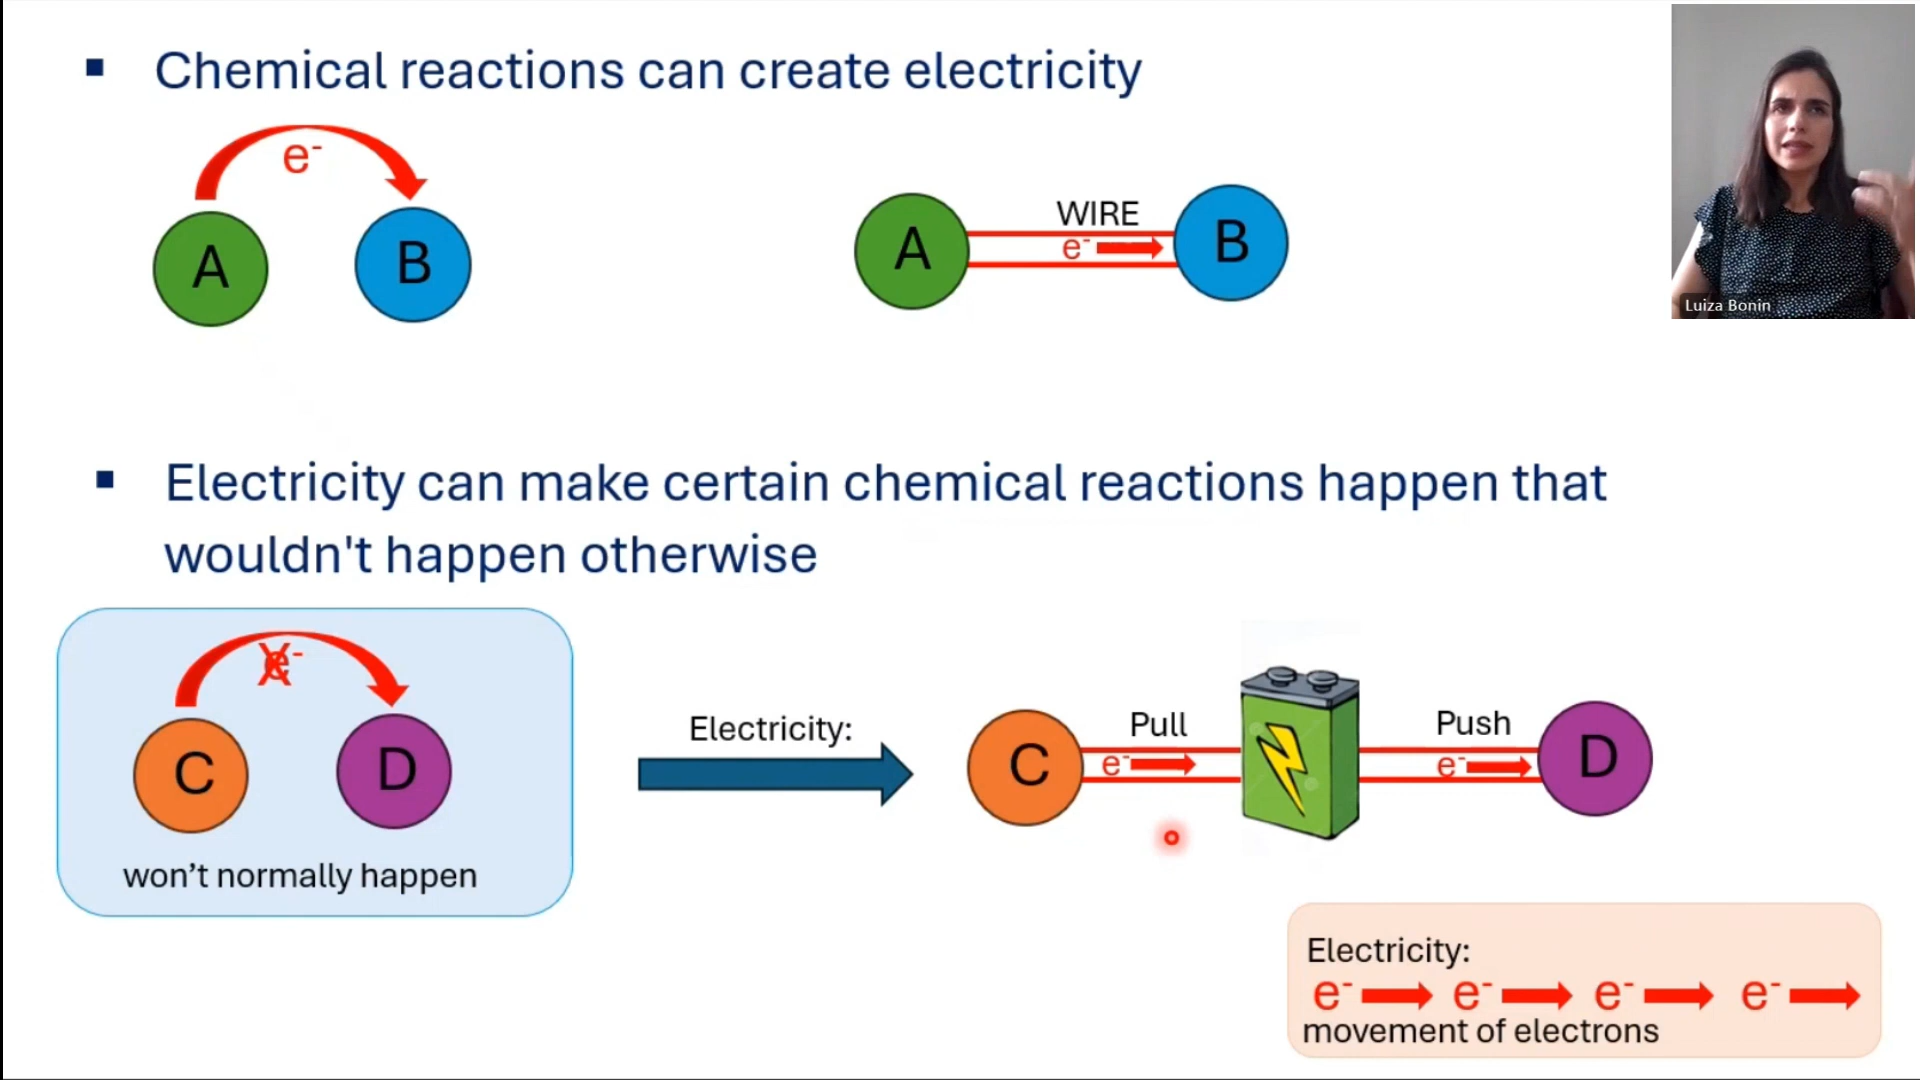 ▪ Chemical reactions can create electricity
e⁻
A
B
A
WIRE
e⁻
B
Luiza Bonin
▪ Electricity can make certain chemical reactions happen that
wouldn't happen otherwise
e⁻
X
C
D
won't normally happen
Electricity:
C
Pull
e⁻
Push
e⁻
D
Electricity:
e⁻ e⁻ e⁻ e⁻
movement of electrons